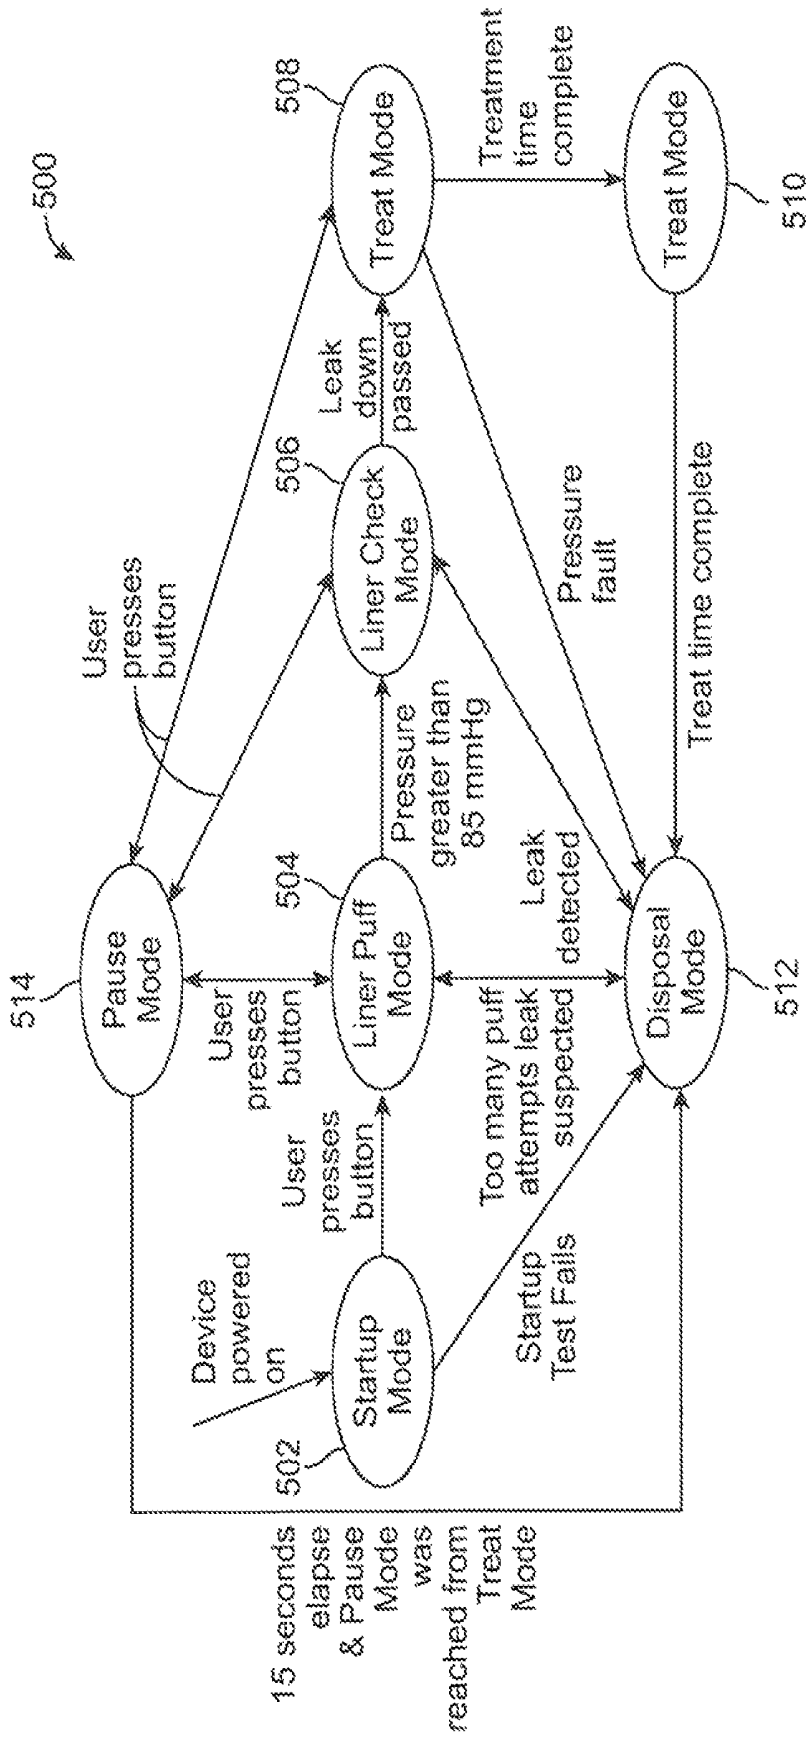 500
User
presses
button
514
Pause
Mode
508
Treat Mode
506
Liner Check
Mode
504
Liner Puff
Mode
Device
powered
on
502
Startup
Mode
User
presses
button
User
presses
button
Pressure
greater than
85 mmHg
Leak
down
passed
Treatment
time
complete
15 seconds
elapse
& Pause
Mode
was
reached from
Treat
Mode
Startup
Test Fails
Too many puff
attempts leak
suspected
Leak
detected
Pressure
fault
Disposal
Mode
512
Treat time complete
Treat Mode
510